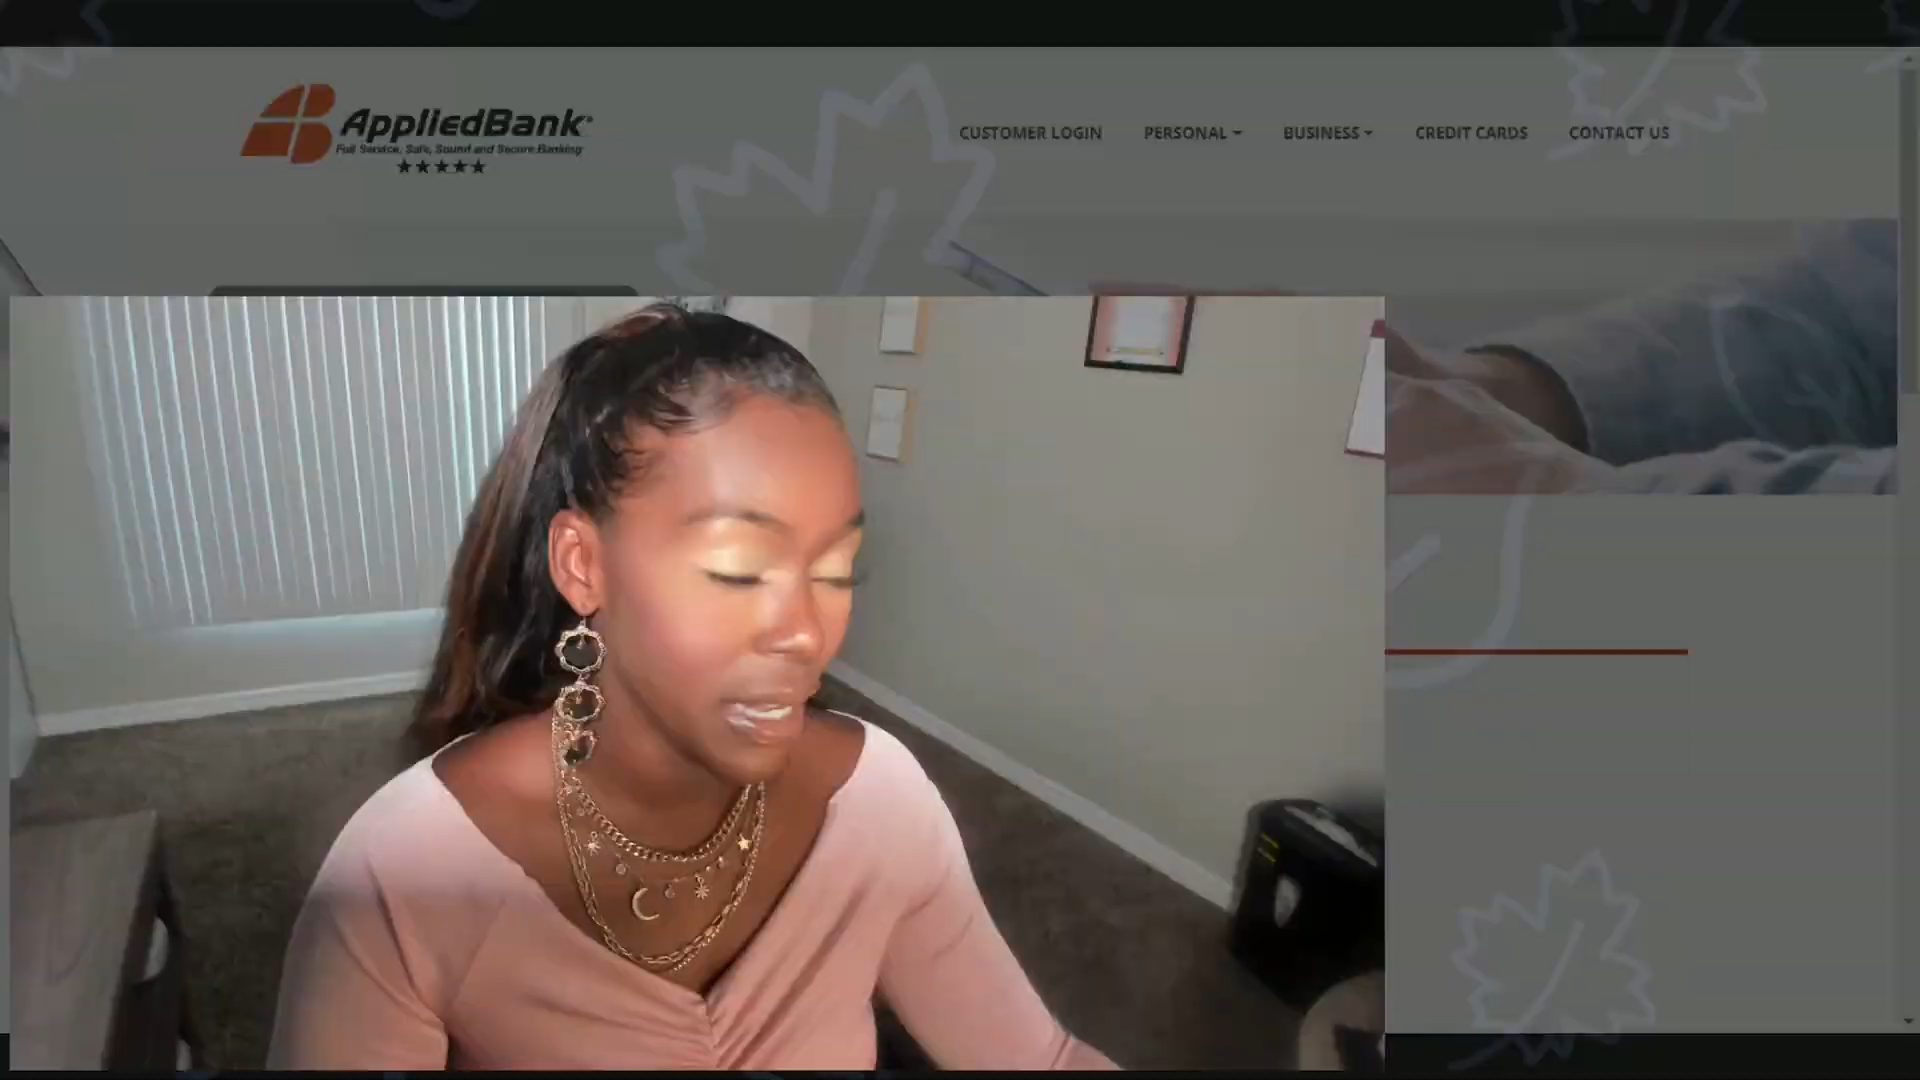 AppliedBank®
CUSTOMER LOGIN PERSONAL BUSINESS CREDIT CARDS CONTACT US
Full Service, Safe, Sound and Secure Banking